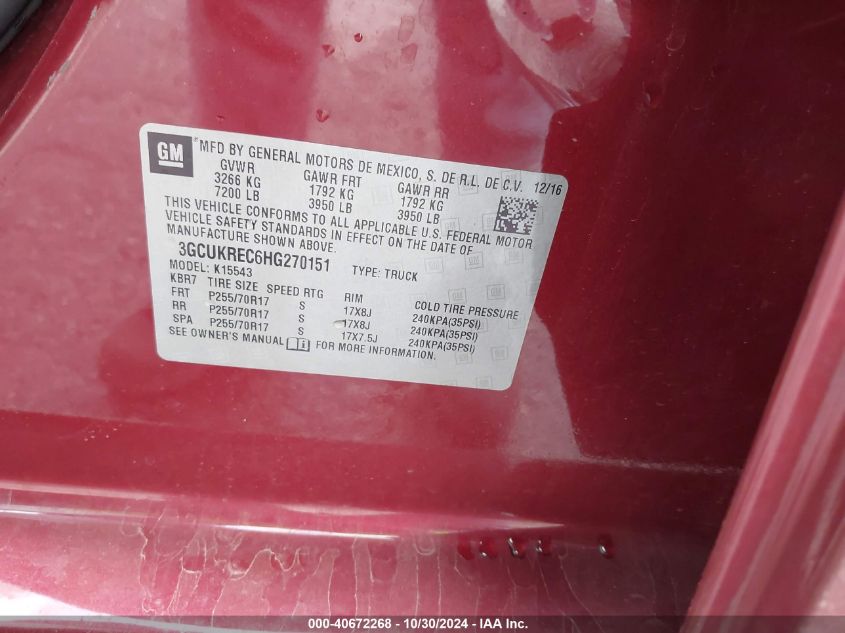 GM
MFD BY GENERAL MOTORS DE MEXICO, S. DE R.L. DE C.V. 12/16
GVWR GAWR FRT GAWR RR
3266 KG 1792 KG 1792 KG
7200 LB 3950 LB 3950 LB
THIS VEHICLE CONFORMS TO ALL APPLICABLE U.S. FEDERAL MOTOR
VEHICLE SAFETY STANDARDS IN EFFECT ON THE DATE OF
MANUFACTURE SHOWN ABOVE.
3GCUKREC6HG270151 TYPE: TRUCK
MODEL: K15543
KBR7 TIRE SIZE SPEED RTG RIM COLD TIRE PRESSURE
FRT P255/70R17 S 17X8J 240KPA(35PSI)
RR P255/70R17 S 17X8J 240KPA(35PSI)
SPA P255/70R17 S 17X7.5J 240KPA(35PSI)
SEE OWNER'S MANUAL FOR MORE INFORMATION.
000-40672268 - 10/30/2024 - IAA Inc.